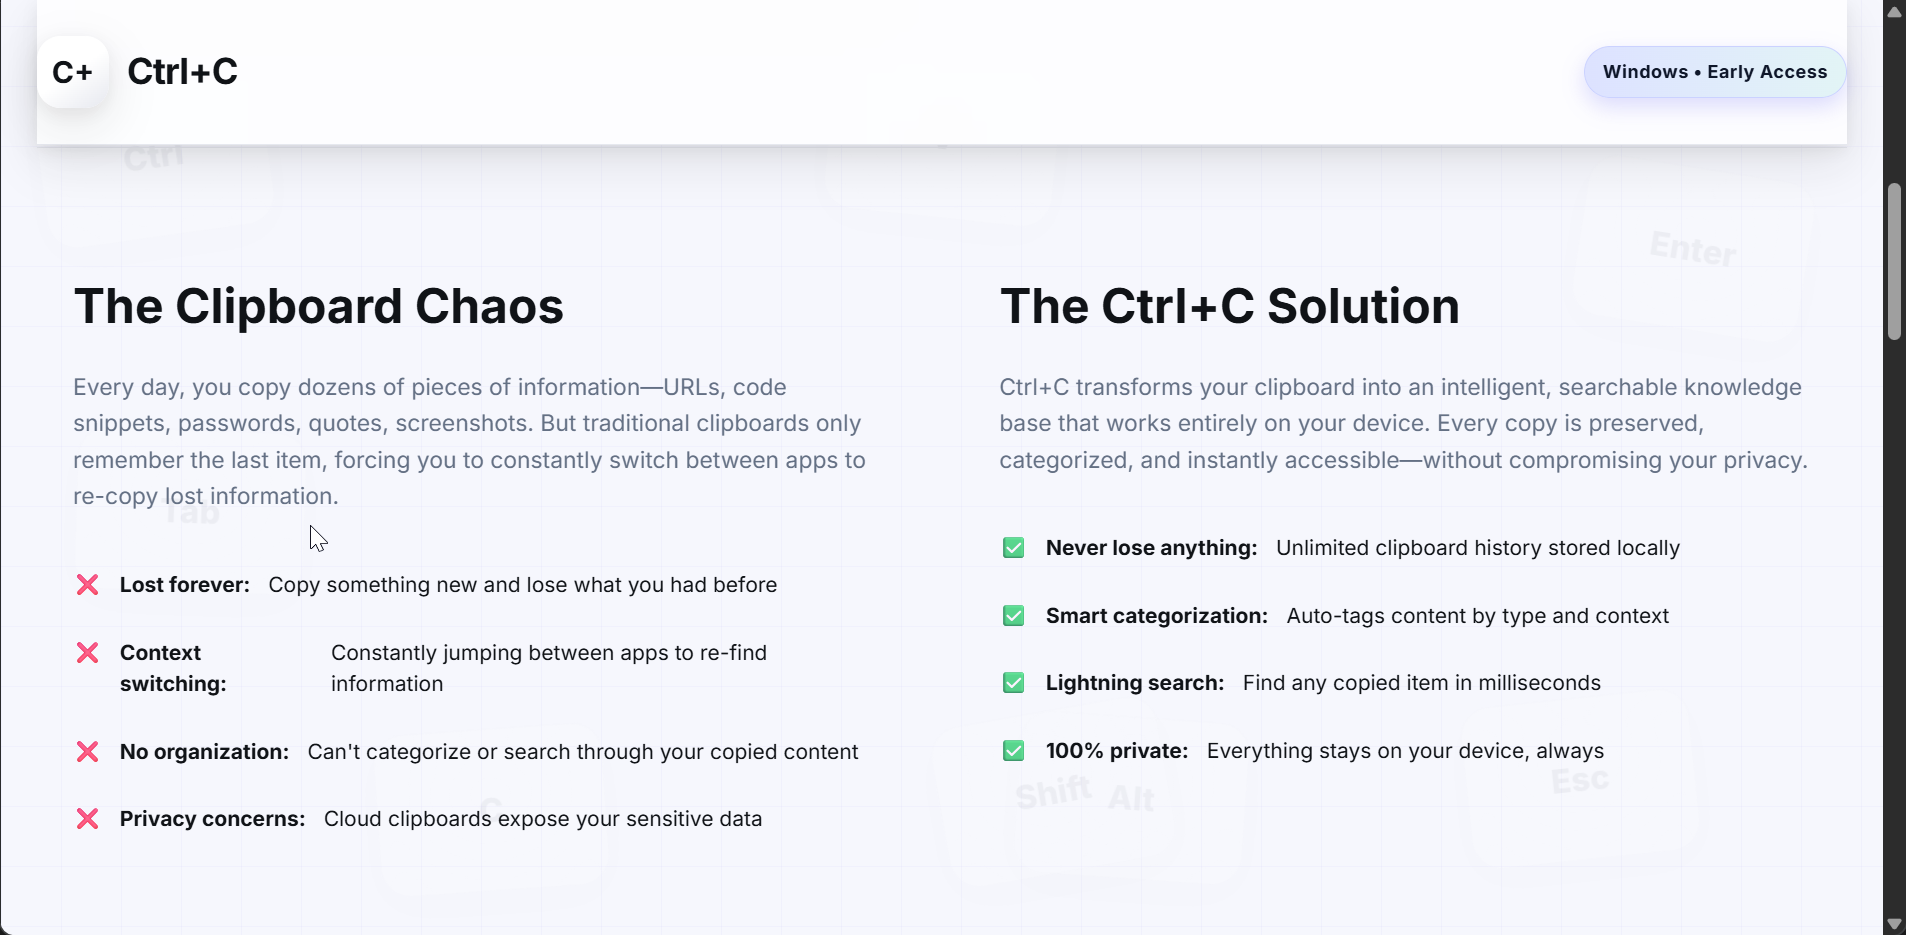 C+ Ctrl+C
Windows • Early Access
Ctrl
Enter
The Clipboard Chaos
Every day, you copy dozens of pieces of information—URLs, code
snippets, passwords, quotes, screenshots. But traditional clipboards only
remember the last item, forcing you to constantly switch between apps to
re-copy lost information.
Tab
❌ Lost forever: Copy something new and lose what you had before
❌ Context switching: Constantly jumping between apps to re-find
information
❌ No organization: Can't categorize or search through your copied content
C
❌ Privacy concerns: Cloud clipboards expose your sensitive data
The Ctrl+C Solution
Ctrl+C transforms your clipboard into an intelligent, searchable knowledge
base that works entirely on your device. Every copy is preserved,
categorized, and instantly accessible—without compromising your privacy.
✅ Never lose anything: Unlimited clipboard history stored locally
✅ Smart categorization: Auto-tags content by type and context
✅ Lightning search: Find any copied item in milliseconds
✅ 100% private: Everything stays on your device, always
Shift
Alt
Esc